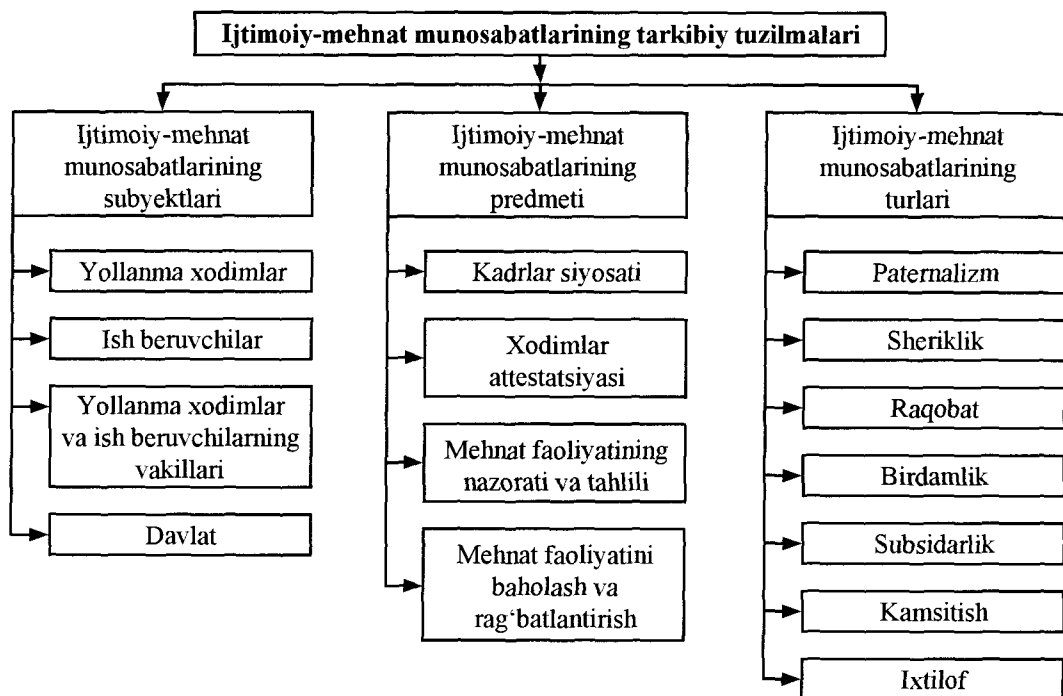 Ijtimoiy-mehnat munosabatlarining tarkibiy tuzilmalari
Ijtimoiy-mehnat
munosabatlarining
subyektlari
Yollanma xodimlar
Ish beruvchilar
Yollanma xodimlar
va ish beruvchilarning
vakillari
Davlat
Ijtimoiy-mehnat
munosabatlarining
predmeti
Kadrlar siyosati
Xodimlar
attestatsiyasi
Mehnat faoliyatining
nazorati va tahlili
Mehnat faoliyatini
baholash va
rag‘batlantirish
Ijtimoiy-mehnat
munosabatlarining
turlari
Paternalizm
Sheriklik
Raqobat
Birdamlik
Subsidarlik
Kamsitish
Ixtilof